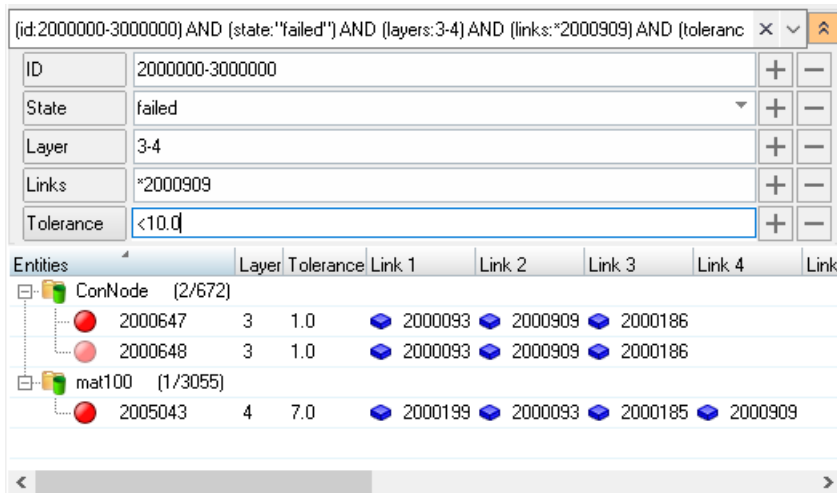 (id:2000000-3000000) AND (state:"failed") AND (layers:3-4) AND (links:*2000909) AND (toleranc
ID 2000000-3000000
State failed
Layer 3-4
Links *2000909
Tolerance <10.0
Entities Layer Tolerance Link 1 Link 2 Link 3 Link 4 Link
ConNode (2/672)
2000647 3 1.0 2000093 2000909 2000186
2000648 3 1.0 2000093 2000909 2000186
mat100 (1/3055)
2005043 4 7.0 2000199 2000093 2000185 2000909